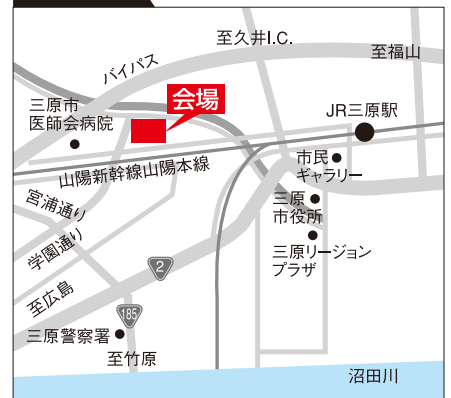 至久井I.C.
至福山
バイパス
三原市
医師会病院
会場
JR三原駅
山陽新幹線山陽本線
市民
ギャラリー
宮浦通り
三原
市役所
学園通り
三原リージョン
プラザ
2
至広島
185
三原警察署
至竹原
沼田川